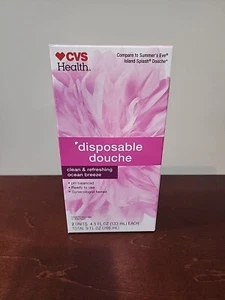 CVS
Health.
Compare to Summer's Eve®
Island Splash® Douche*
*disposable
douche
clean & refreshing
ocean breeze
• pH balanced
• Ready to use
2 UNITS: 4.5 FL OZ (133 mL) EACH
TOTAL 9 FL OZ (266 mL)